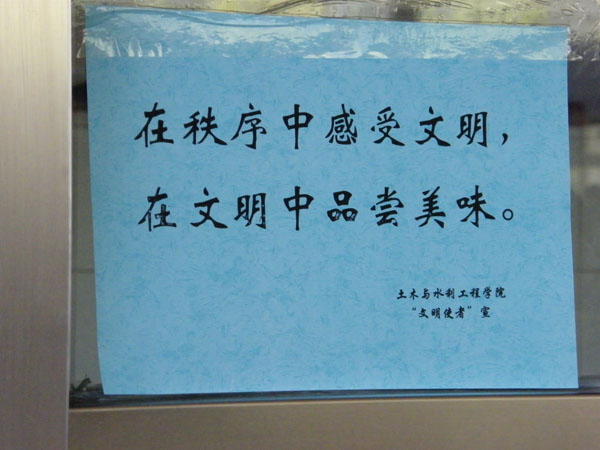 在秩序中感受文明，
在文明中品尝美味。
土木与水利工程学院
“文明使者”宣